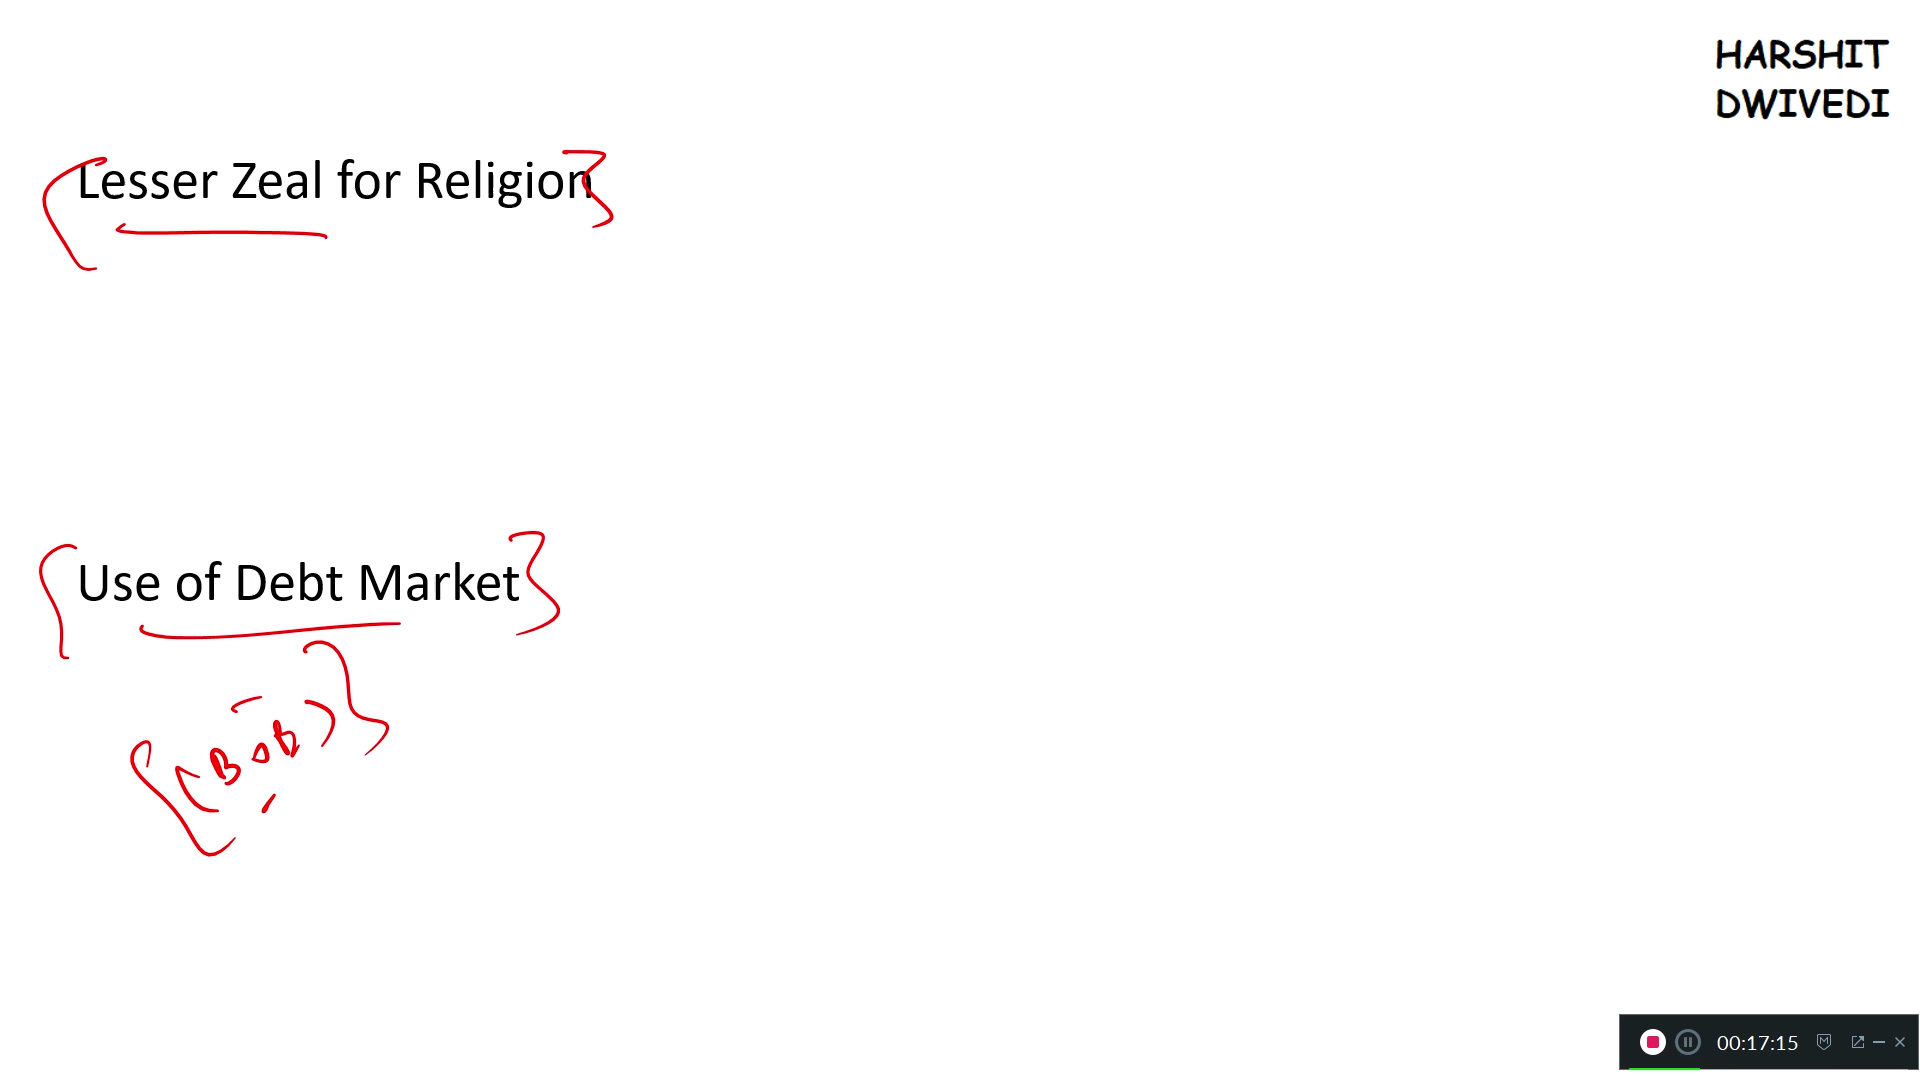 HARSHIT
DWIVEDI
Lesser Zeal for Religion
Use of Debt Market
(BOB)
00:17:15